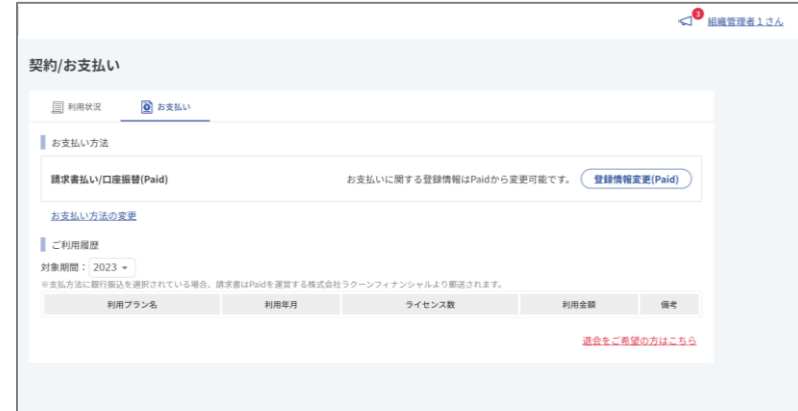 3
組織管理者１さん
契約/お支払い
利用状況 お支払い
お支払い方法
請求書払い/口座振替(Paid) お支払いに関する登録情報はPaidから変更可能です。 登録情報変更(Paid)
お支払い方法の変更
ご利用履歴
対象期間： 2023
※支払方法に銀行振込を選択されている場合、請求書はPaidを運営する株式会社ラクーンフィナンシャルより郵送されます。
利用プラン名 利用年月 ライセンス数 利用金額 備考
退会をご希望の方はこちら